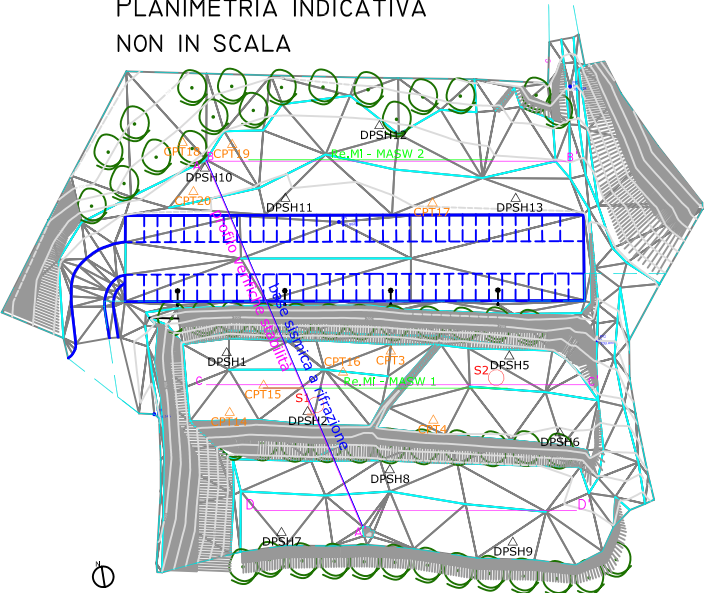 PLANIMETRIA INDICATIVA
NON IN SCALA
DPSH12
CPT18
CPT19
Re.Mi - MASW 2
B
B
DPSH10
CPT20
DPSH11
CPT17
DPSH13
profilo verifiche stabilità
base sismica a rifrazione
DPSH1
CPT16
CPT3
DPSH5
S2
C
Re.Mi - MASW 1
CPT15
S1
CPT14
DPSH2
CPT4
DPSH6
DPSH8
D
D
A
DPSH7
DPSH9
N